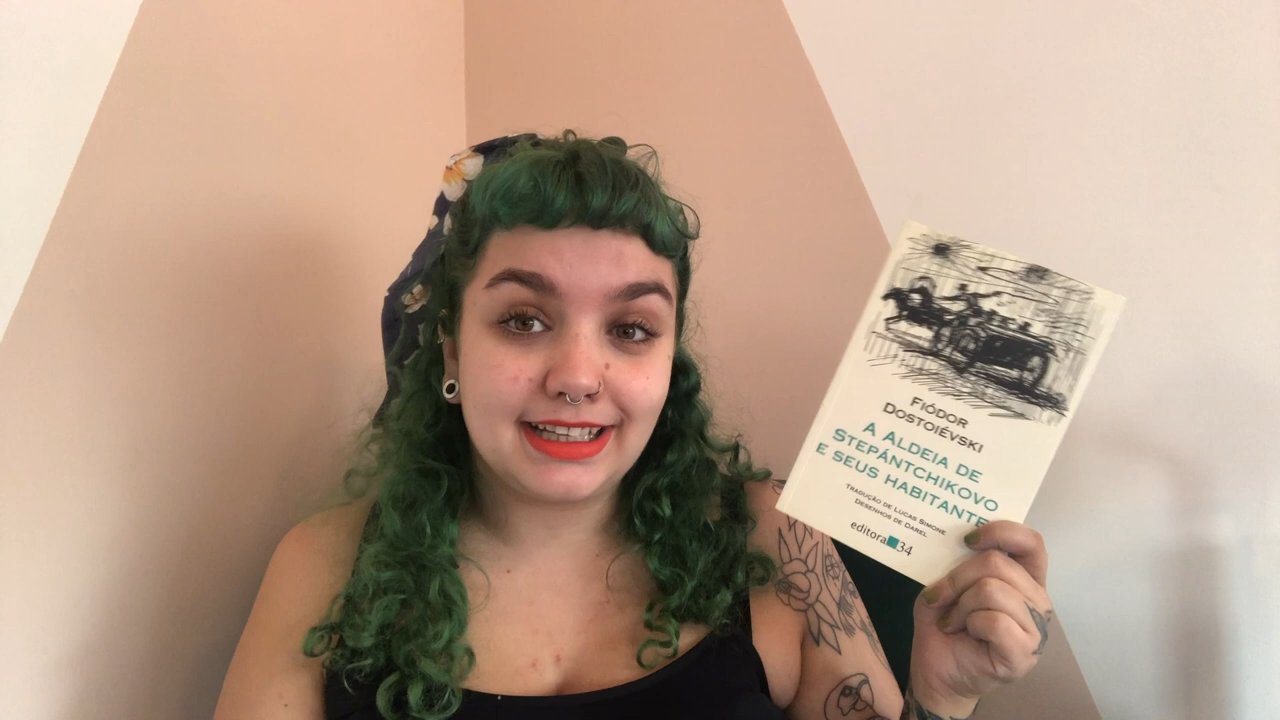 FIÓDOR
DOSTOIÉVSKI
A ALDEIA DE
STEPÁNTCHIKOVO
E SEUS HABITANTE
TRADUÇÃO DE LUCAS SIMONE
DESENHOS DE DAREL
editora 34